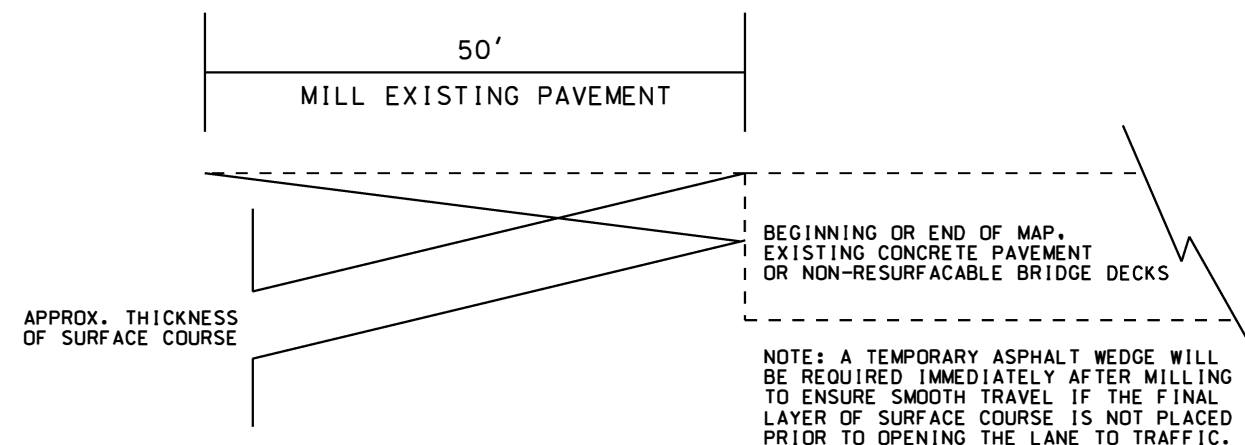 50'
MILL EXISTING PAVEMENT
BEGINNING OR END OF MAP.
EXISTING CONCRETE PAVEMENT
OR NON-RESURFACABLE BRIDGE DECKS
APPROX. THICKNESS
OF SURFACE COURSE
NOTE: A TEMPORARY ASPHALT WEDGE WILL
BE REQUIRED IMMEDIATELY AFTER MILLING
TO ENSURE SMOOTH TRAVEL IF THE FINAL
LAYER OF SURFACE COURSE IS NOT PLACED
PRIOR TO OPENING THE LANE TO TRAFFIC.